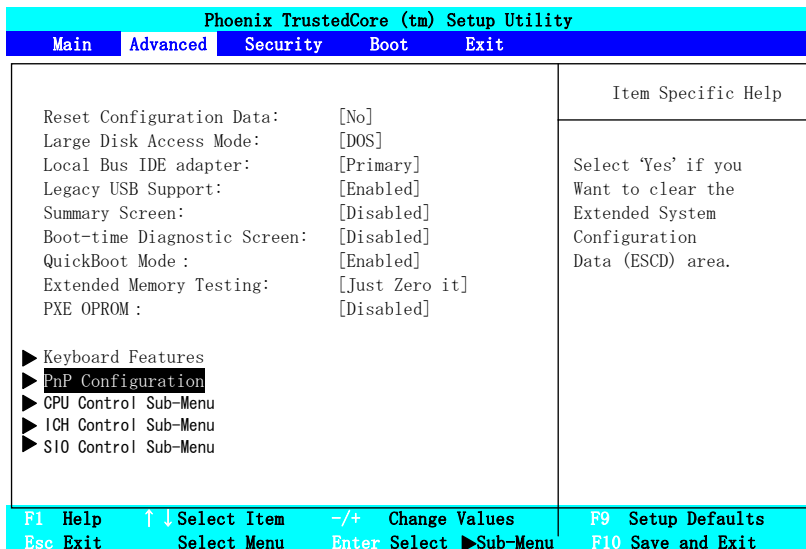 Phoenix TrustedCore (tm) Setup Utility
Main Advanced Security Boot Exit
Item Specific Help
Reset Configuration Data: [No]
Large Disk Access Mode: [DOS]
Local Bus IDE adapter: [Primary]
Legacy USB Support: [Enabled]
Summary Screen: [Disabled]
Boot-time Diagnostic Screen: [Disabled]
QuickBoot Mode : [Enabled]
Extended Memory Testing: [Just Zero it]
PXE OPROM : [Disabled]
▶ Keyboard Features
▶ PnP Configuration
▶ CPU Control Sub-Menu
▶ ICH Control Sub-Menu
▶ SIO Control Sub-Menu
Select ‘Yes’ if you
Want to clear the
Extended System
Configuration
Data (ESCD) area.
F1 Help ↑↓ Select Item -/+ Change Values F9 Setup Defaults
Esc Exit Select Menu Enter Select ▶Sub-Menu F10 Save and Exit